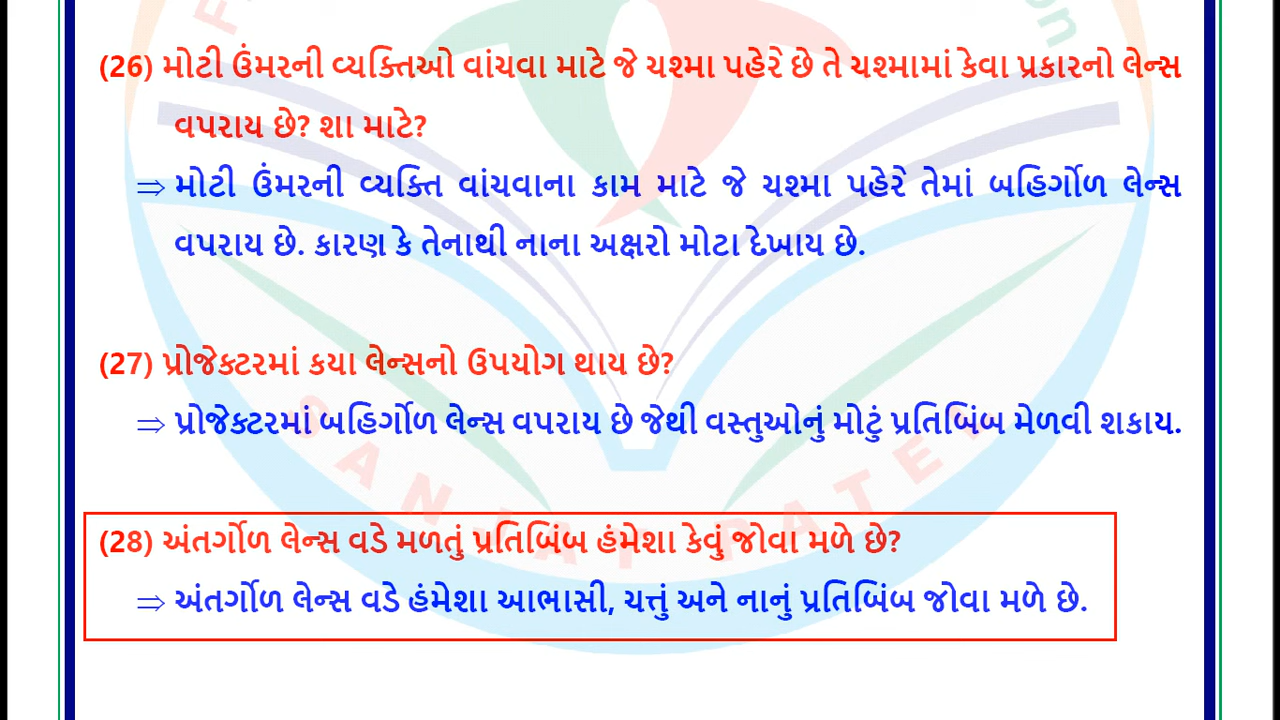 (26) મોટી ઉંમરની વ્યક્તિઓ વાંચવા માટે જે ચશ્મા પહેરે છે તે ચશ્મામાં કેવા પ્રકારનો લેન્સ
વપરાય છે? શા માટે?
⇒ મોટી ઉંમરની વ્યક્તિ વાંચવાના કામ માટે જે ચશ્મા પહેરે તેમાં બહિર્ગોળ લેન્સ
વપરાય છે. કારણ કે તેનાથી નાના અક્ષરો મોટા દેખાય છે.
(27) પ્રોજેક્ટરમાં કયા લેન્સનો ઉપયોગ થાય છે?
⇒ પ્રોજેક્ટરમાં બહિર્ગોળ લેન્સ વપરાય છે જેથી વસ્તુઓનું મોટું પ્રતિબિંબ મેળવી શકાય.
(28) અંતર્ગોળ લેન્સ વડે મળતું પ્રતિબિંબ હંમેશા કેવું જોવા મળે છે?
⇒ અંતર્ગોળ લેન્સ વડે હંમેશા આભાસી, ચત્તું અને નાનું પ્રતિબિંબ જોવા મળે છે.
SANJAY PATEL